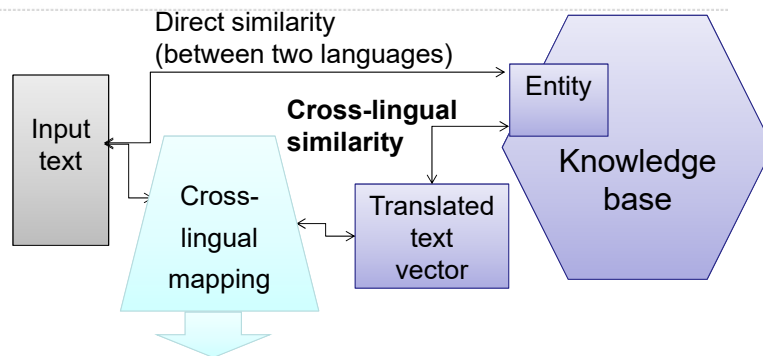 Direct similarity
(between two languages)
Input
text
Cross-lingual
similarity
Entity
Knowledge
base
Cross-
lingual
mapping
Translated
text
vector